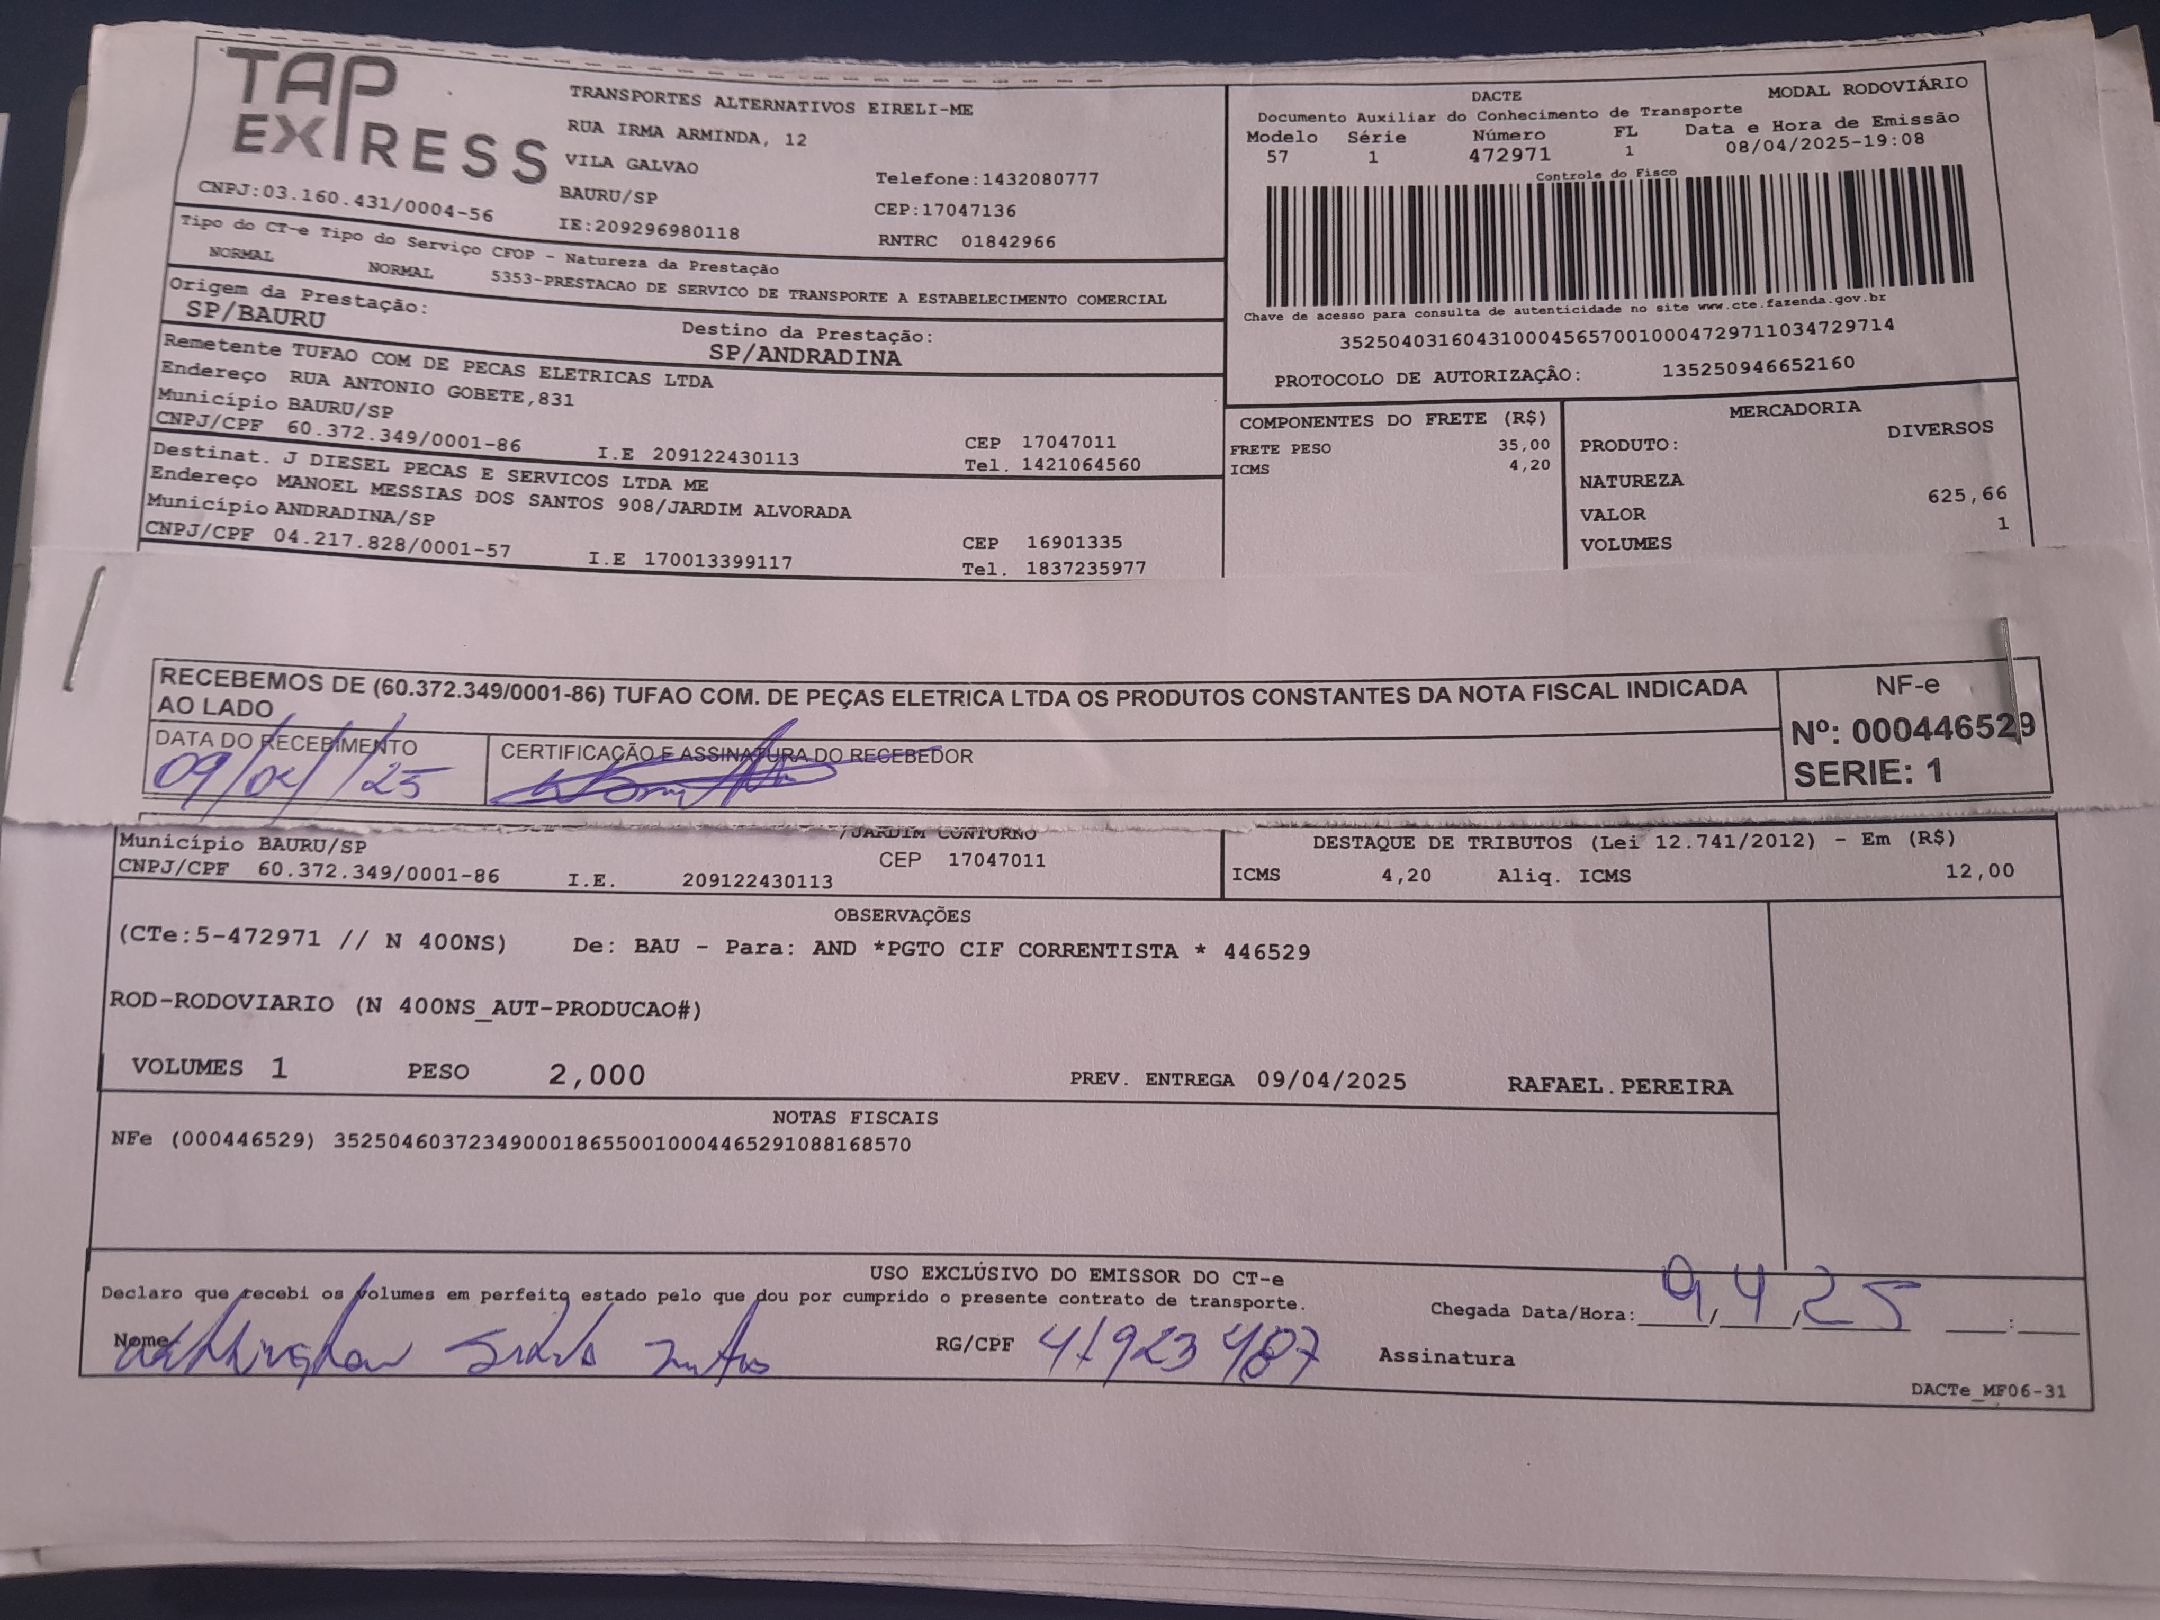 TAP EXPRESS
TRANSPORTES ALTERNATIVOS EIRELI-ME
RUA IRMA ARMINDA, 12
VILA GALVAO
Telefone:1432080777
BAURU/SP
CEP:17047136
CNPJ:03.160.431/0004-56
IE:209296980118
RNTRC 01842966
Tipo do CT-e Tipo do Serviço CFOP - Natureza da Prestação
NORMAL NORMAL 5353-PRESTACAO DE SERVICO DE TRANSPORTE A ESTABELECIMENTO COMERCIAL
Origem da Prestação:
SP/BAURU
Destino da Prestação:
SP/ANDRADINA
Remetente TUFAO COM DE PECAS ELETRICAS LTDA
Endereço RUA ANTONIO GOBETE,831
Município BAURU/SP
CEP 17047011
CNPJ/CPF 60.372.349/0001-86 I.E 209122430113 Tel. 1421064560
Destinat. J DIESEL PECAS E SERVICOS LTDA ME
Endereço MANOEL MESSIAS DOS SANTOS 908/JARDIM ALVORADA
Município ANDRADINA/SP
CEP 16901335
CNPJ/CPF 04.217.828/0001-57 I.E 170013399117 Tel. 1837235977
DACTE MODAL RODOVIÁRIO
Documento Auxiliar do Conhecimento de Transporte
Modelo Série Número FL Data e Hora de Emissão
57 1 472971 1 08/04/2025-19:08
Controle do Fisco
Chave de acesso para consulta de autenticidade no site www.cte.fazenda.gov.br
35250403160431000456570010004729711034729714
PROTOCOLO DE AUTORIZAÇÂO: 135250946652160
COMPONENTES DO FRETE (R$)
FRETE PESO 35,00
ICMS 4,20
MERCADORIA
PRODUTO: DIVERSOS
NATUREZA
VALOR 625,66
VOLUMES 1
RECEBEMOS DE (60.372.349/0001-86) TUFAO COM. DE PEÇAS ELETRICA LTDA OS PRODUTOS CONSTANTES DA NOTA FISCAL INDICADA
AO LADO
DATA DO RECEBIMENTO
09/04/25
CERTIFICAÇÃO E ASSINATURA DO RECEBEDOR
NF-e
Nº: 000446529
SERIE: 1
/JARDIM CONTORNO
Município BAURU/SP
CEP 17047011
CNPJ/CPF 60.372.349/0001-86 I.E. 209122430113
DESTAQUE DE TRIBUTOS (Lei 12.741/2012) - Em (R$)
ICMS 4,20 Aliq. ICMS 12,00
OBSERVAÇÕES
(CTe:5-472971 // N 400NS) De: BAU - Para: AND *PGTO CIF CORRENTISTA * 446529
ROD-RODOVIARIO (N 400NS_AUT-PRODUCAO#)
VOLUMES 1 PESO 2,000 PREV. ENTREGA 09/04/2025 RAFAEL.PEREIRA
NOTAS FISCAIS
NFe (000446529) 35250460372349000186550010004465291088168570
USO EXCLÚSIVO DO EMISSOR DO CT-e
Declaro que recebi os volumes em perfeito estado pelo que dou por cumprido o presente contrato de transporte.
Chegada Data/Hora: 9/4/25 __:__
Nome
RG/CPF 41923487
Assinatura
DACTe_MF06-31